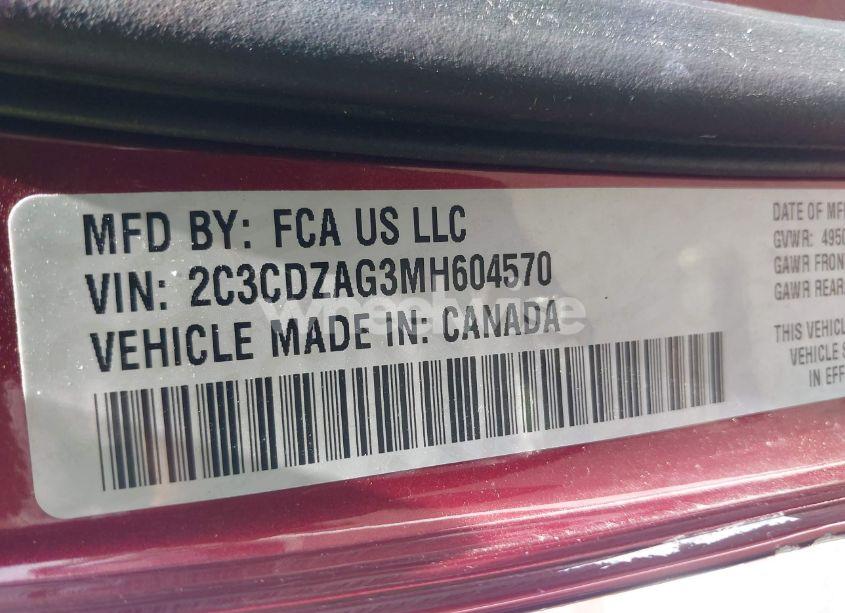 MFD BY: FCA US LLC
VIN: 2C3CDZAG3MH604570
VEHICLE MADE IN: CANADA
DATE OF MF
GVWR: 495
GAWR FRON
GAWR REAR
THIS VEHICL
VEHICLE S
IN EFF